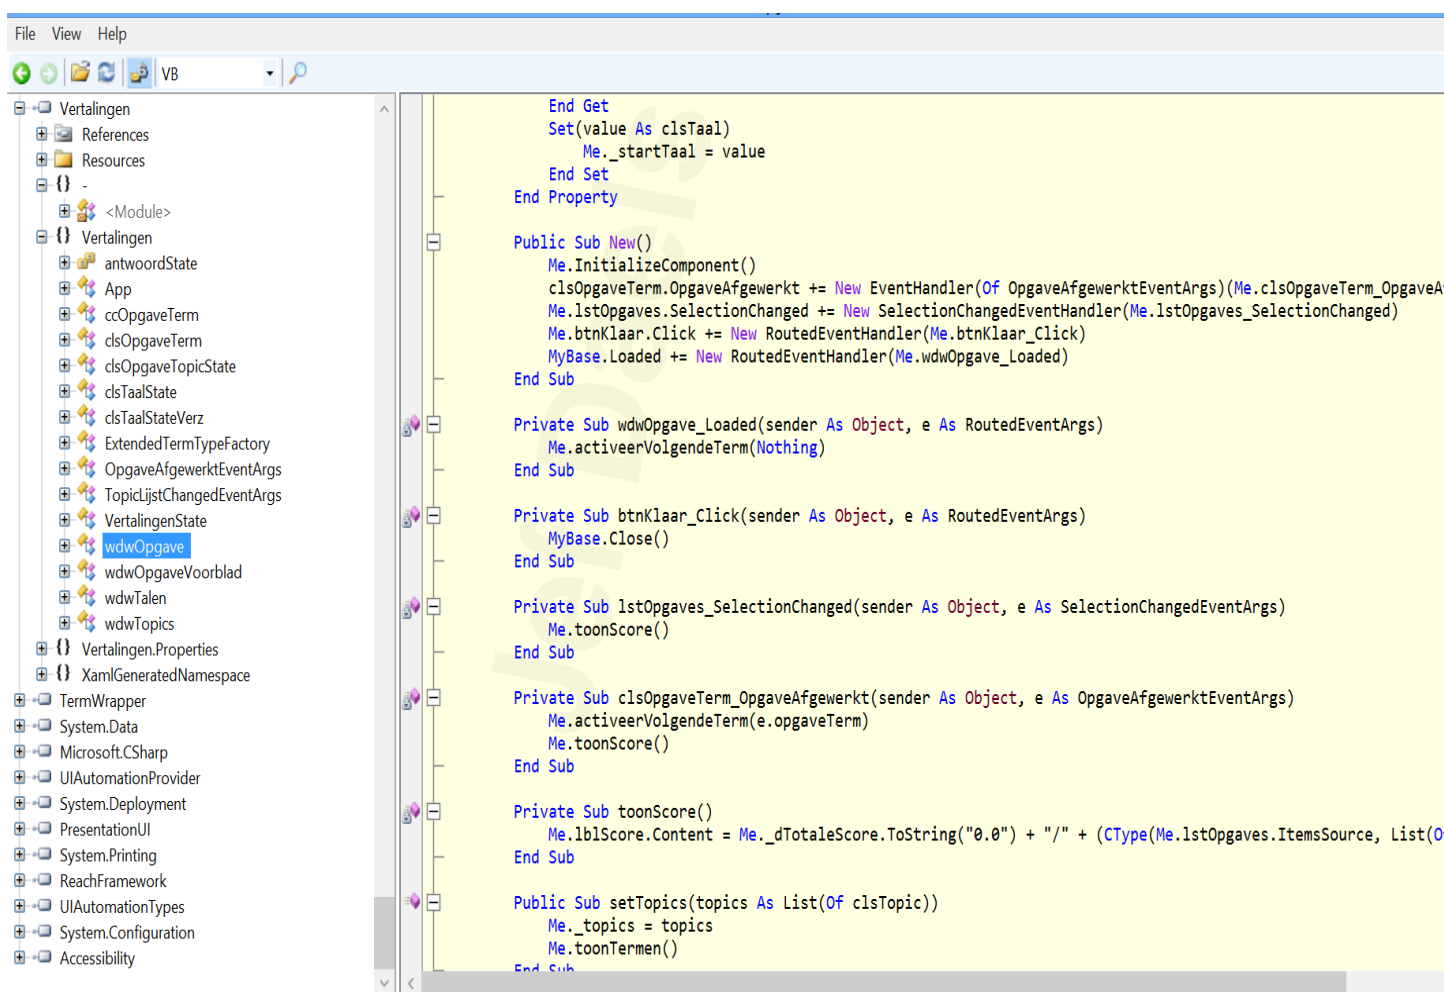 File View Help
VB
Vertalingen
References
Resources
{} -
<Module>
{} Vertalingen
antwoordState
App
ccOpgaveTerm
clsOpgaveTerm
clsOpgaveTopicState
clsTaalState
clsTaalStateVerz
ExtendedTermTypeFactory
OpgaveAfgewerktEventArgs
TopicLijstChangedEventArgs
VertalingenState
wdwOpgave
wdwOpgaveVoorblad
wdwTalen
wdwTopics
{} Vertalingen.Properties
{} XamlGeneratedNamespace
TermWrapper
System.Data
Microsoft.CSharp
UIAutomationProvider
System.Deployment
PresentationUI
System.Printing
ReachFramework
UIAutomationTypes
System.Configuration
Accessibility
End Get
Set(value As clsTaal)
Me._startTaal = value
End Set
End Property
Public Sub New()
Me.InitializeComponent()
clsOpgaveTerm.OpgaveAfgewerkt += New EventHandler(Of OpgaveAfgewerktEventArgs)(Me.clsOpgaveTerm_OpgaveA
Me.lstOpgaves.SelectionChanged += New SelectionChangedEventHandler(Me.lstOpgaves_SelectionChanged)
Me.btnKlaar.Click += New RoutedEventHandler(Me.btnKlaar_Click)
MyBase.Loaded += New RoutedEventHandler(Me.wdwOpgave_Loaded)
End Sub
Private Sub wdwOpgave_Loaded(sender As Object, e As RoutedEventArgs)
Me.activeerVolgendeTerm(Nothing)
End Sub
Private Sub btnKlaar_Click(sender As Object, e As RoutedEventArgs)
MyBase.Close()
End Sub
Private Sub lstOpgaves_SelectionChanged(sender As Object, e As SelectionChangedEventArgs)
Me.toonScore()
End Sub
Private Sub clsOpgaveTerm_OpgaveAfgewerkt(sender As Object, e As OpgaveAfgewerktEventArgs)
Me.activeerVolgendeTerm(e.opgaveTerm)
Me.toonScore()
End Sub
Private Sub toonScore()
Me.lblScore.Content = Me._dTotaleScore.ToString("0.0") + "/" + (CType(Me.lstOpgaves.ItemsSource, List(O
End Sub
Public Sub setTopics(topics As List(Of clsTopic))
Me._topics = topics
Me.toonTermen()
End Sub
Jef Daels